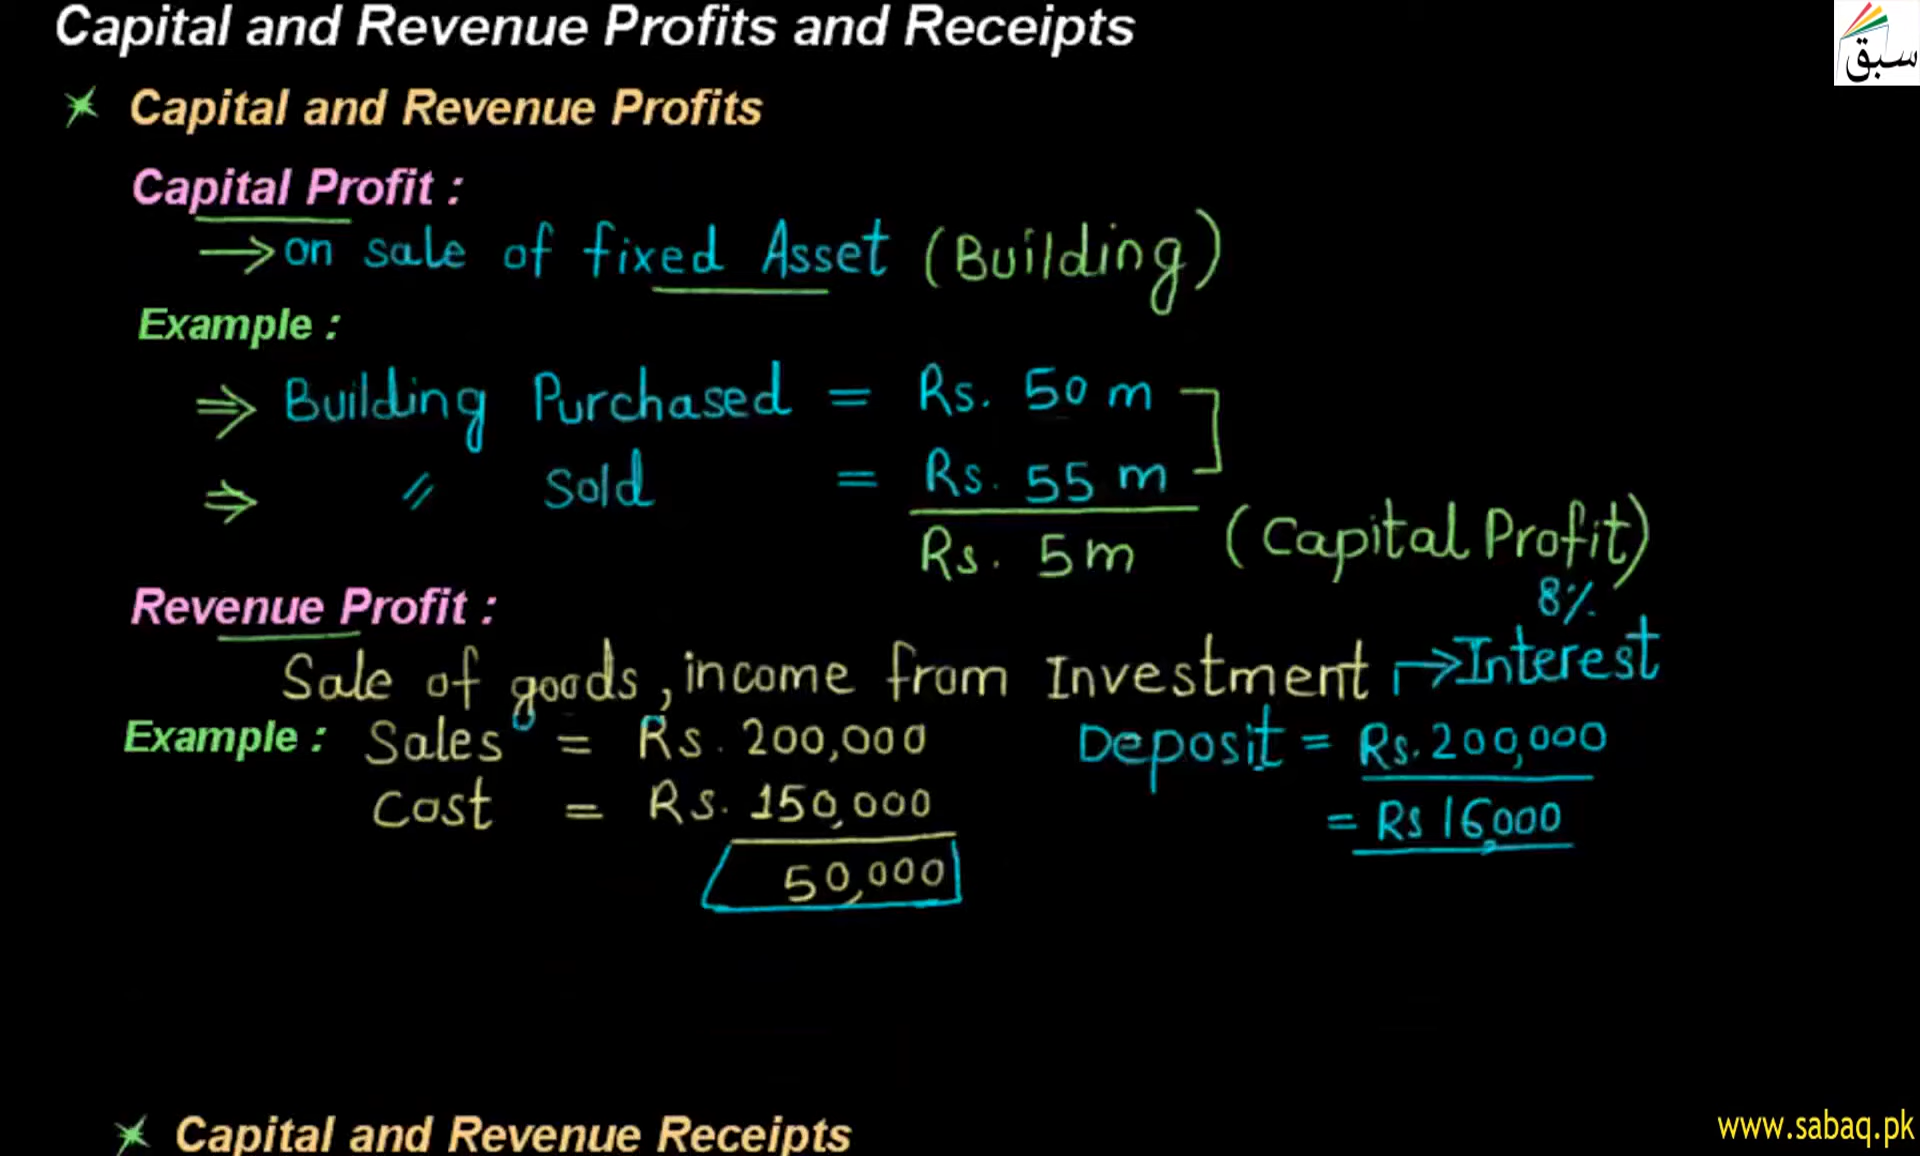 Capital and Revenue Profits and Receipts
سبق
Capital and Revenue Profits
Capital Profit :
→ on sale of fixed Asset (Building)
Example :
⇒ Building Purchased = Rs. 50 m
⇒〃 Sold = Rs. 55 m
Rs. 5m (Capital Profit)
Revenue Profit :
8%
Sale of goods, income from Investment → Interest
Example : Sales = Rs. 200,000 Deposit = Rs. 200,000
Cost = Rs. 150,000 = Rs 16,000
50,000
Capital and Revenue Receipts
www.sabaq.pk